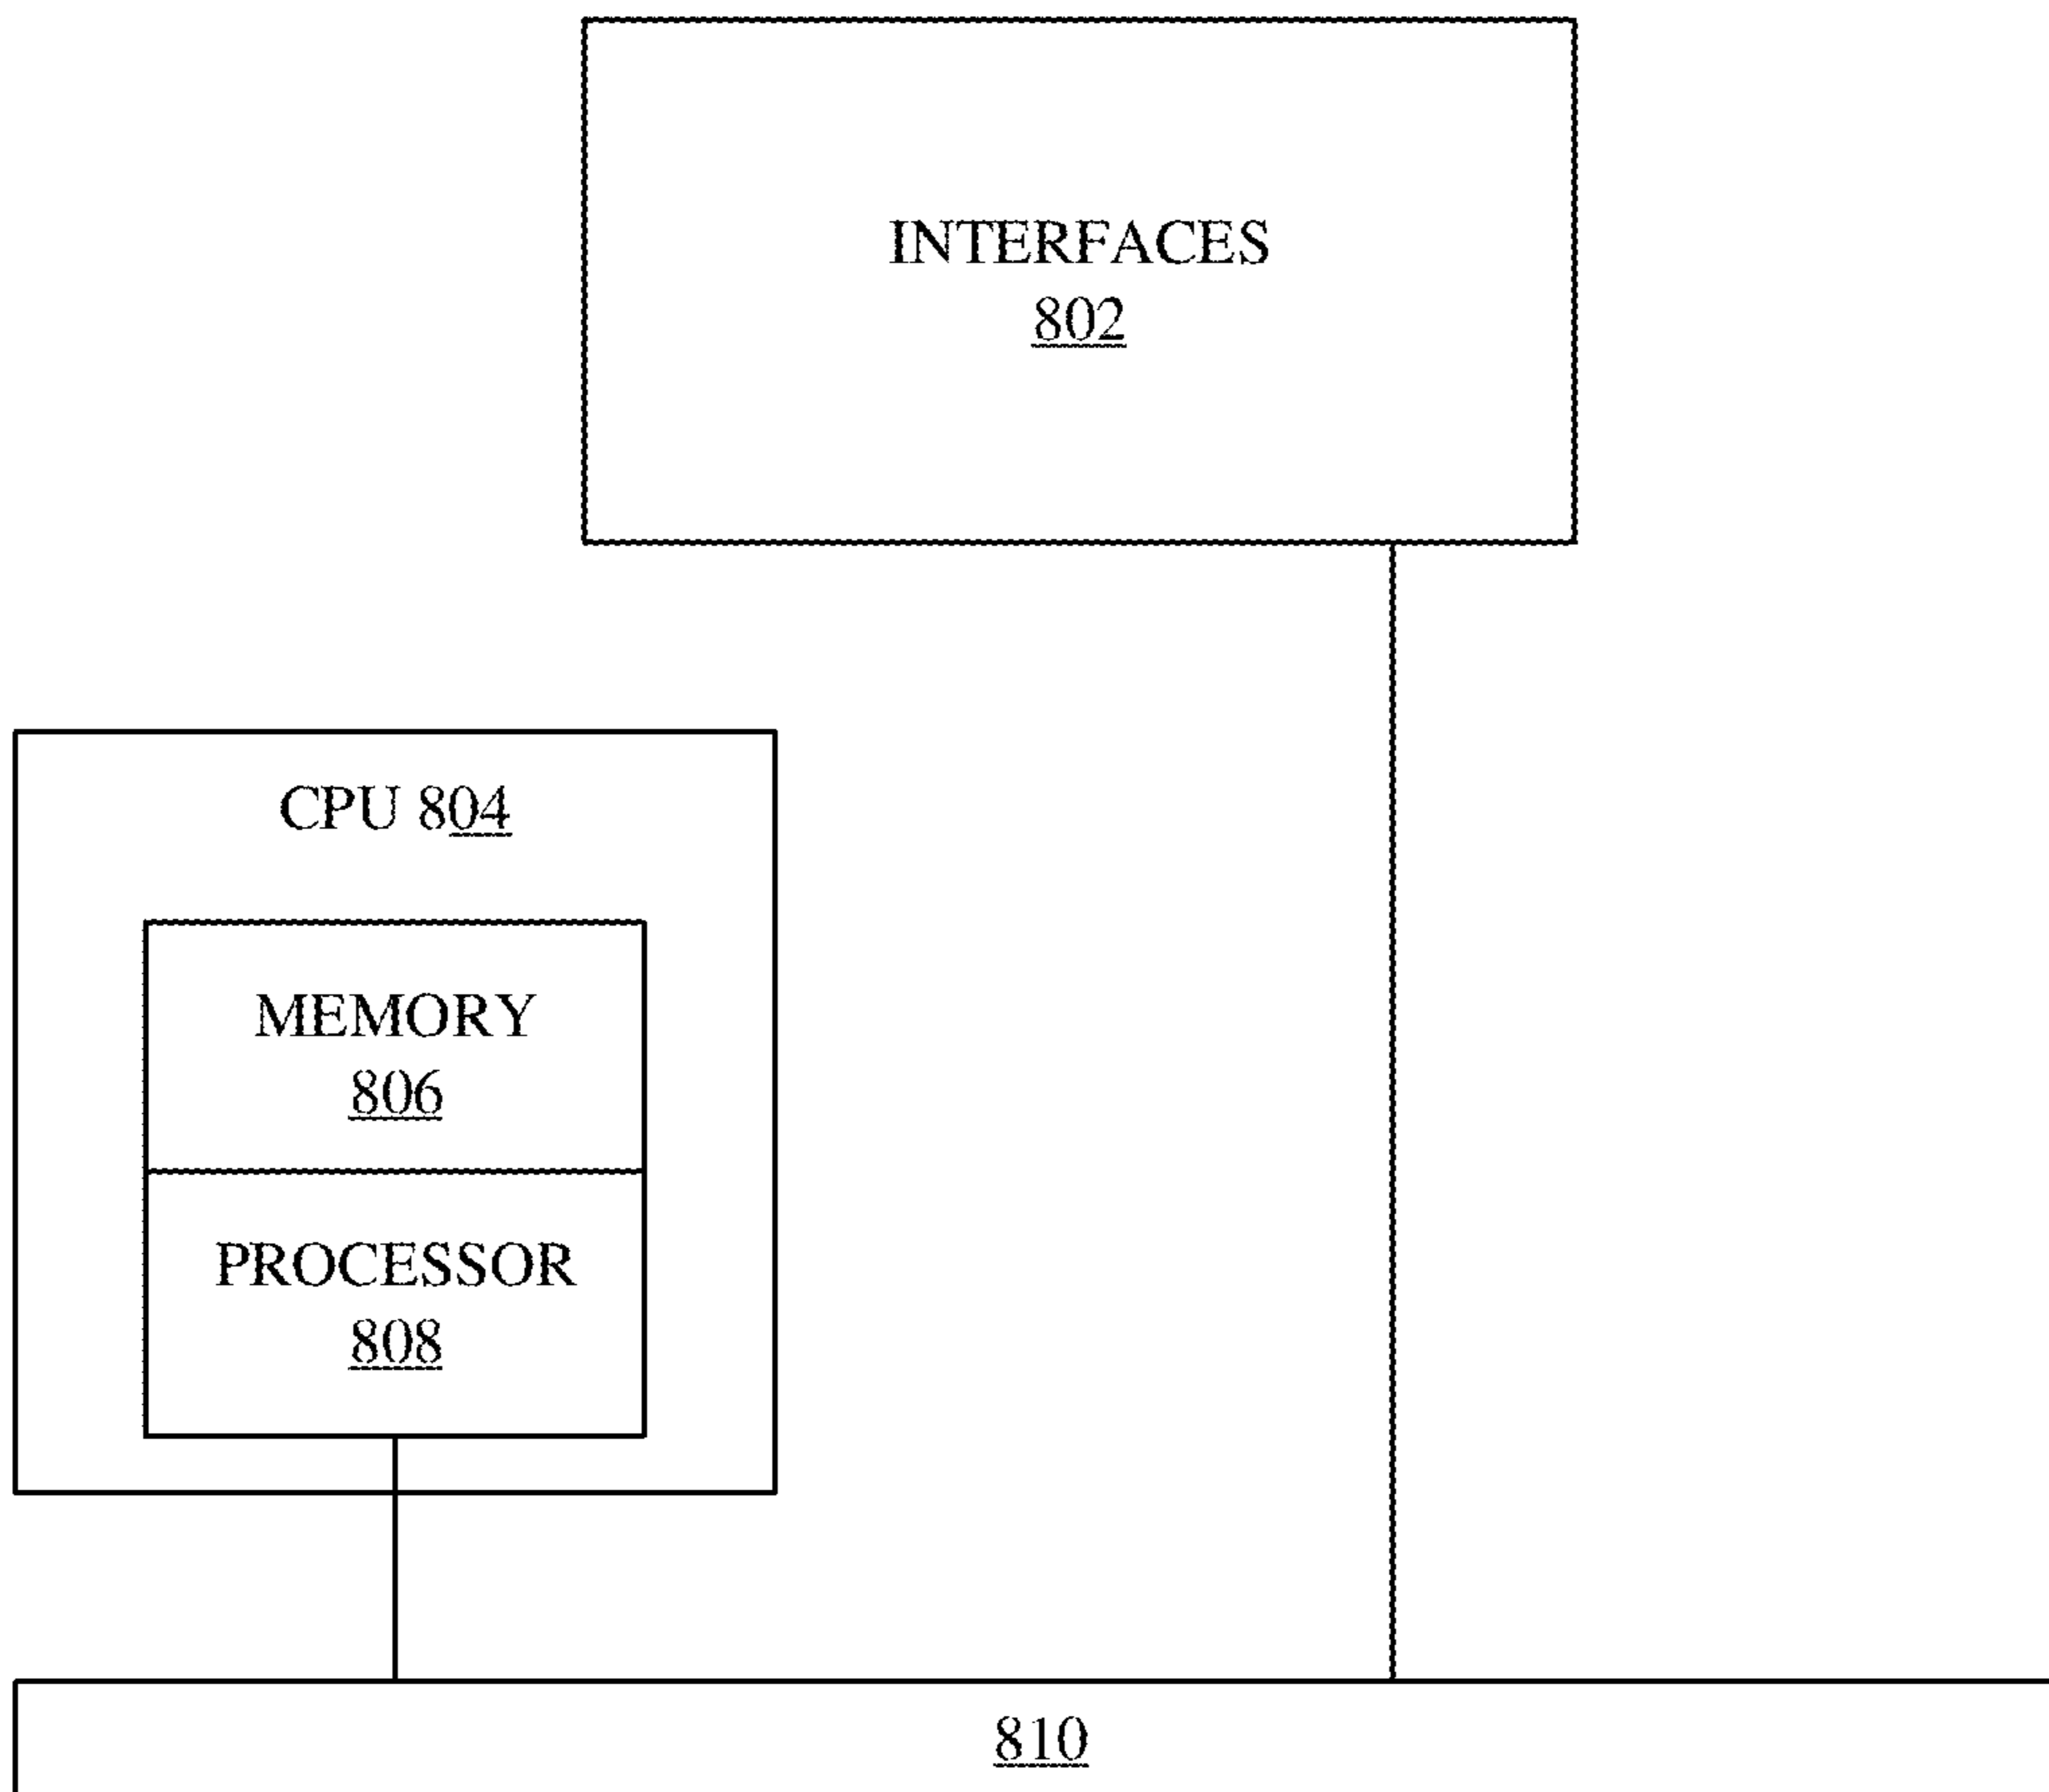 INTERFACES
802
CPU 804
MEMORY
806
PROCESSOR
808
810